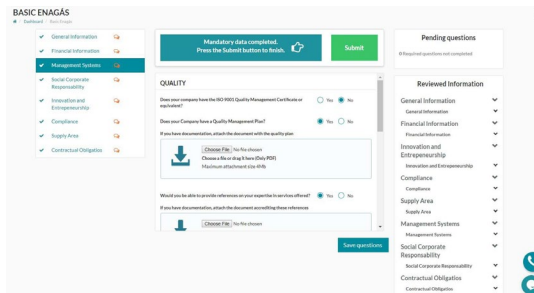 BASIC ENAGÁS
Dashboard / Basic Enagás
General Information
Financial Information
Management Systems
Social Corporate
Responsability
Innovation and
Entrepeneurship
Compliance
Supply Area
Contractual Obligatios
Mandatory data completed.
Press the Submit button to finish.
Submit
QUALITY
Does your company have the ISO 9001 Quality Management Certificate or
equivalent?
Yes No
Does your Company have a Quality Management Plan?
Yes No
If you have documentation, attach the document with the quality plan
Choose File No file chosen
Choose a file or drag it here (Only PDF)
Maximum attachment size 4Mb
Would you be able to provide references on your expertise in services offered?
Yes No
If you have documentation, attach the document accrediting these references
Choose File No file chosen
Save questions
Pending questions
0 Required questions not completed
Reviewed Information
General Information
General Information
Financial Information
Financial Information
Innovation and
Entrepeneurship
Innovation and Entrepeneurship
Compliance
Compliance
Supply Area
Supply Area
Management Systems
Management Systems
Social Corporate
Responsability
Social Corporate Responsability
Contractual Obligatios
Contractual Obligatios